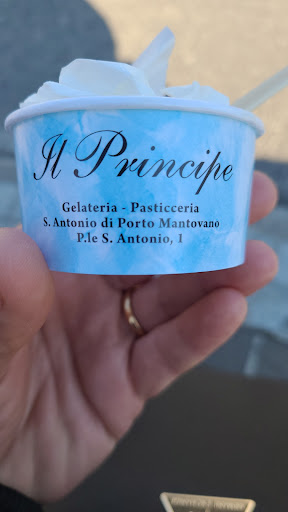 Il Principe
Gelateria - Pasticceria
S. Antonio di Porto Mantovano
P.le S. Antonio, 1